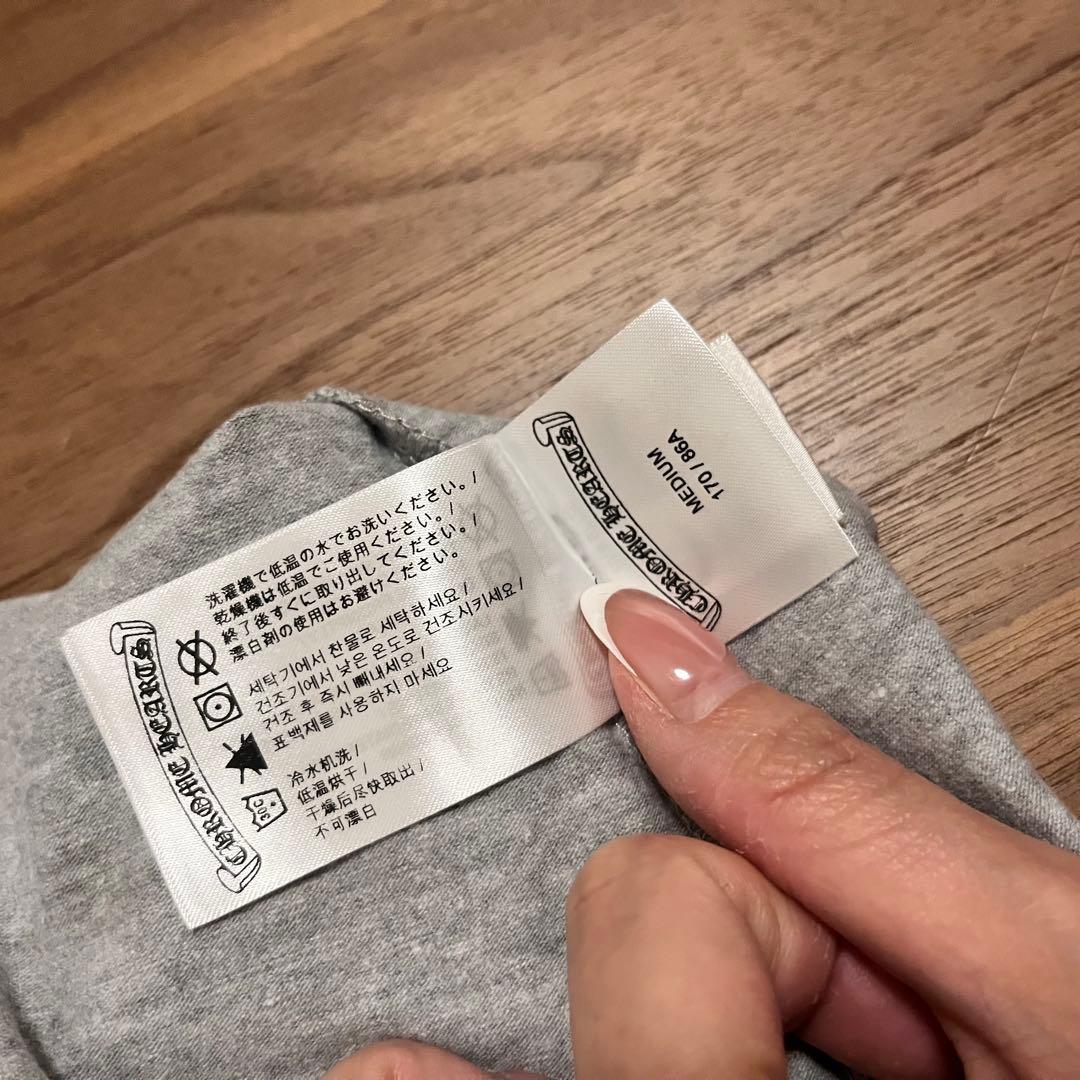 CHROME HEARTS
洗濯機で低温の水でお洗いください。/
乾燥機は低温でご使用ください。/
終了後すぐに取り出してください。/
漂白剤の使用はお避けください。
세탁기에서 찬물로 세탁하세요 /
건조기에서 낮은 온도로 건조시키세요 /
건조 후 즉시 빼내세요 /
표백제를 사용하지 마세요
冷水机洗 /
低温烘干 /
干燥后尽快取出 /
不可漂白
30C
CHROME HEARTS
MEDIUM
170 / 86A